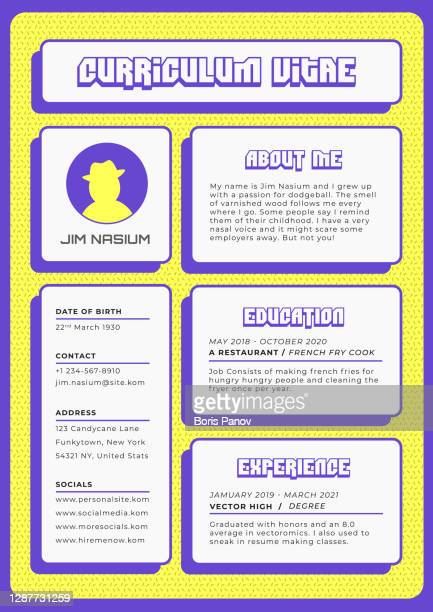 CURRICULUM VITAE
JIM NASIUM
ABOUT ME
My name is Jim Nasium and I grew up
with a passion for dodgeball. The smell
of varnished wood follows me every
where I go. Some people say I remind
them of their childhood. I have a very
nasal voice and it might scare some
employers away. But not you!
DATE OF BIRTH
22nd March 1930
CONTACT
+1 234-567-8910
jim.nasium@site.kom
ADDRESS
123 Candycane Lane
Funkytown, New York
54321 NY, United Stats
SOCIALS
www.personalsite.com
www.socialmedia.com
www.moresocials.com
www.hiremenow.com
EDUCATION
MAY 2018 - OCTOBER 2020
A RESTAURANT / FRENCH FRY COOK
Job Consists of making french fries for
hungry hungry people and cleaning the
fryer once per year.
gettyimages
Boris Panov
EXPERIENCE
JAMUARY 2019 - MARCH 2021
VECTOR HIGH / DEGREE
Graduated with honors and an 8.0
average in vectoromics. I also used to
sneak in resume making classes.
1287731259